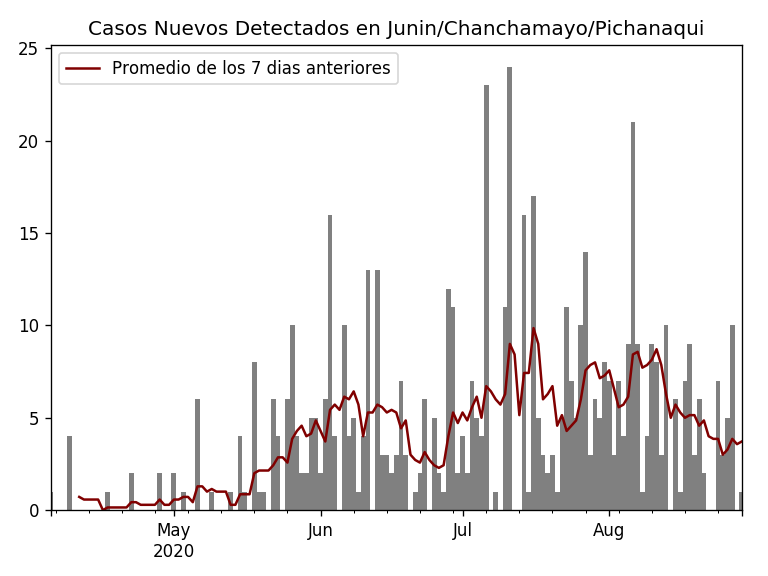 Casos Nuevos Detectados en Junin/Chanchamayo/Pichanaqui
Promedio de los 7 dias anteriores
25
20
15
10
5
0
May Jun Jul Aug
2020